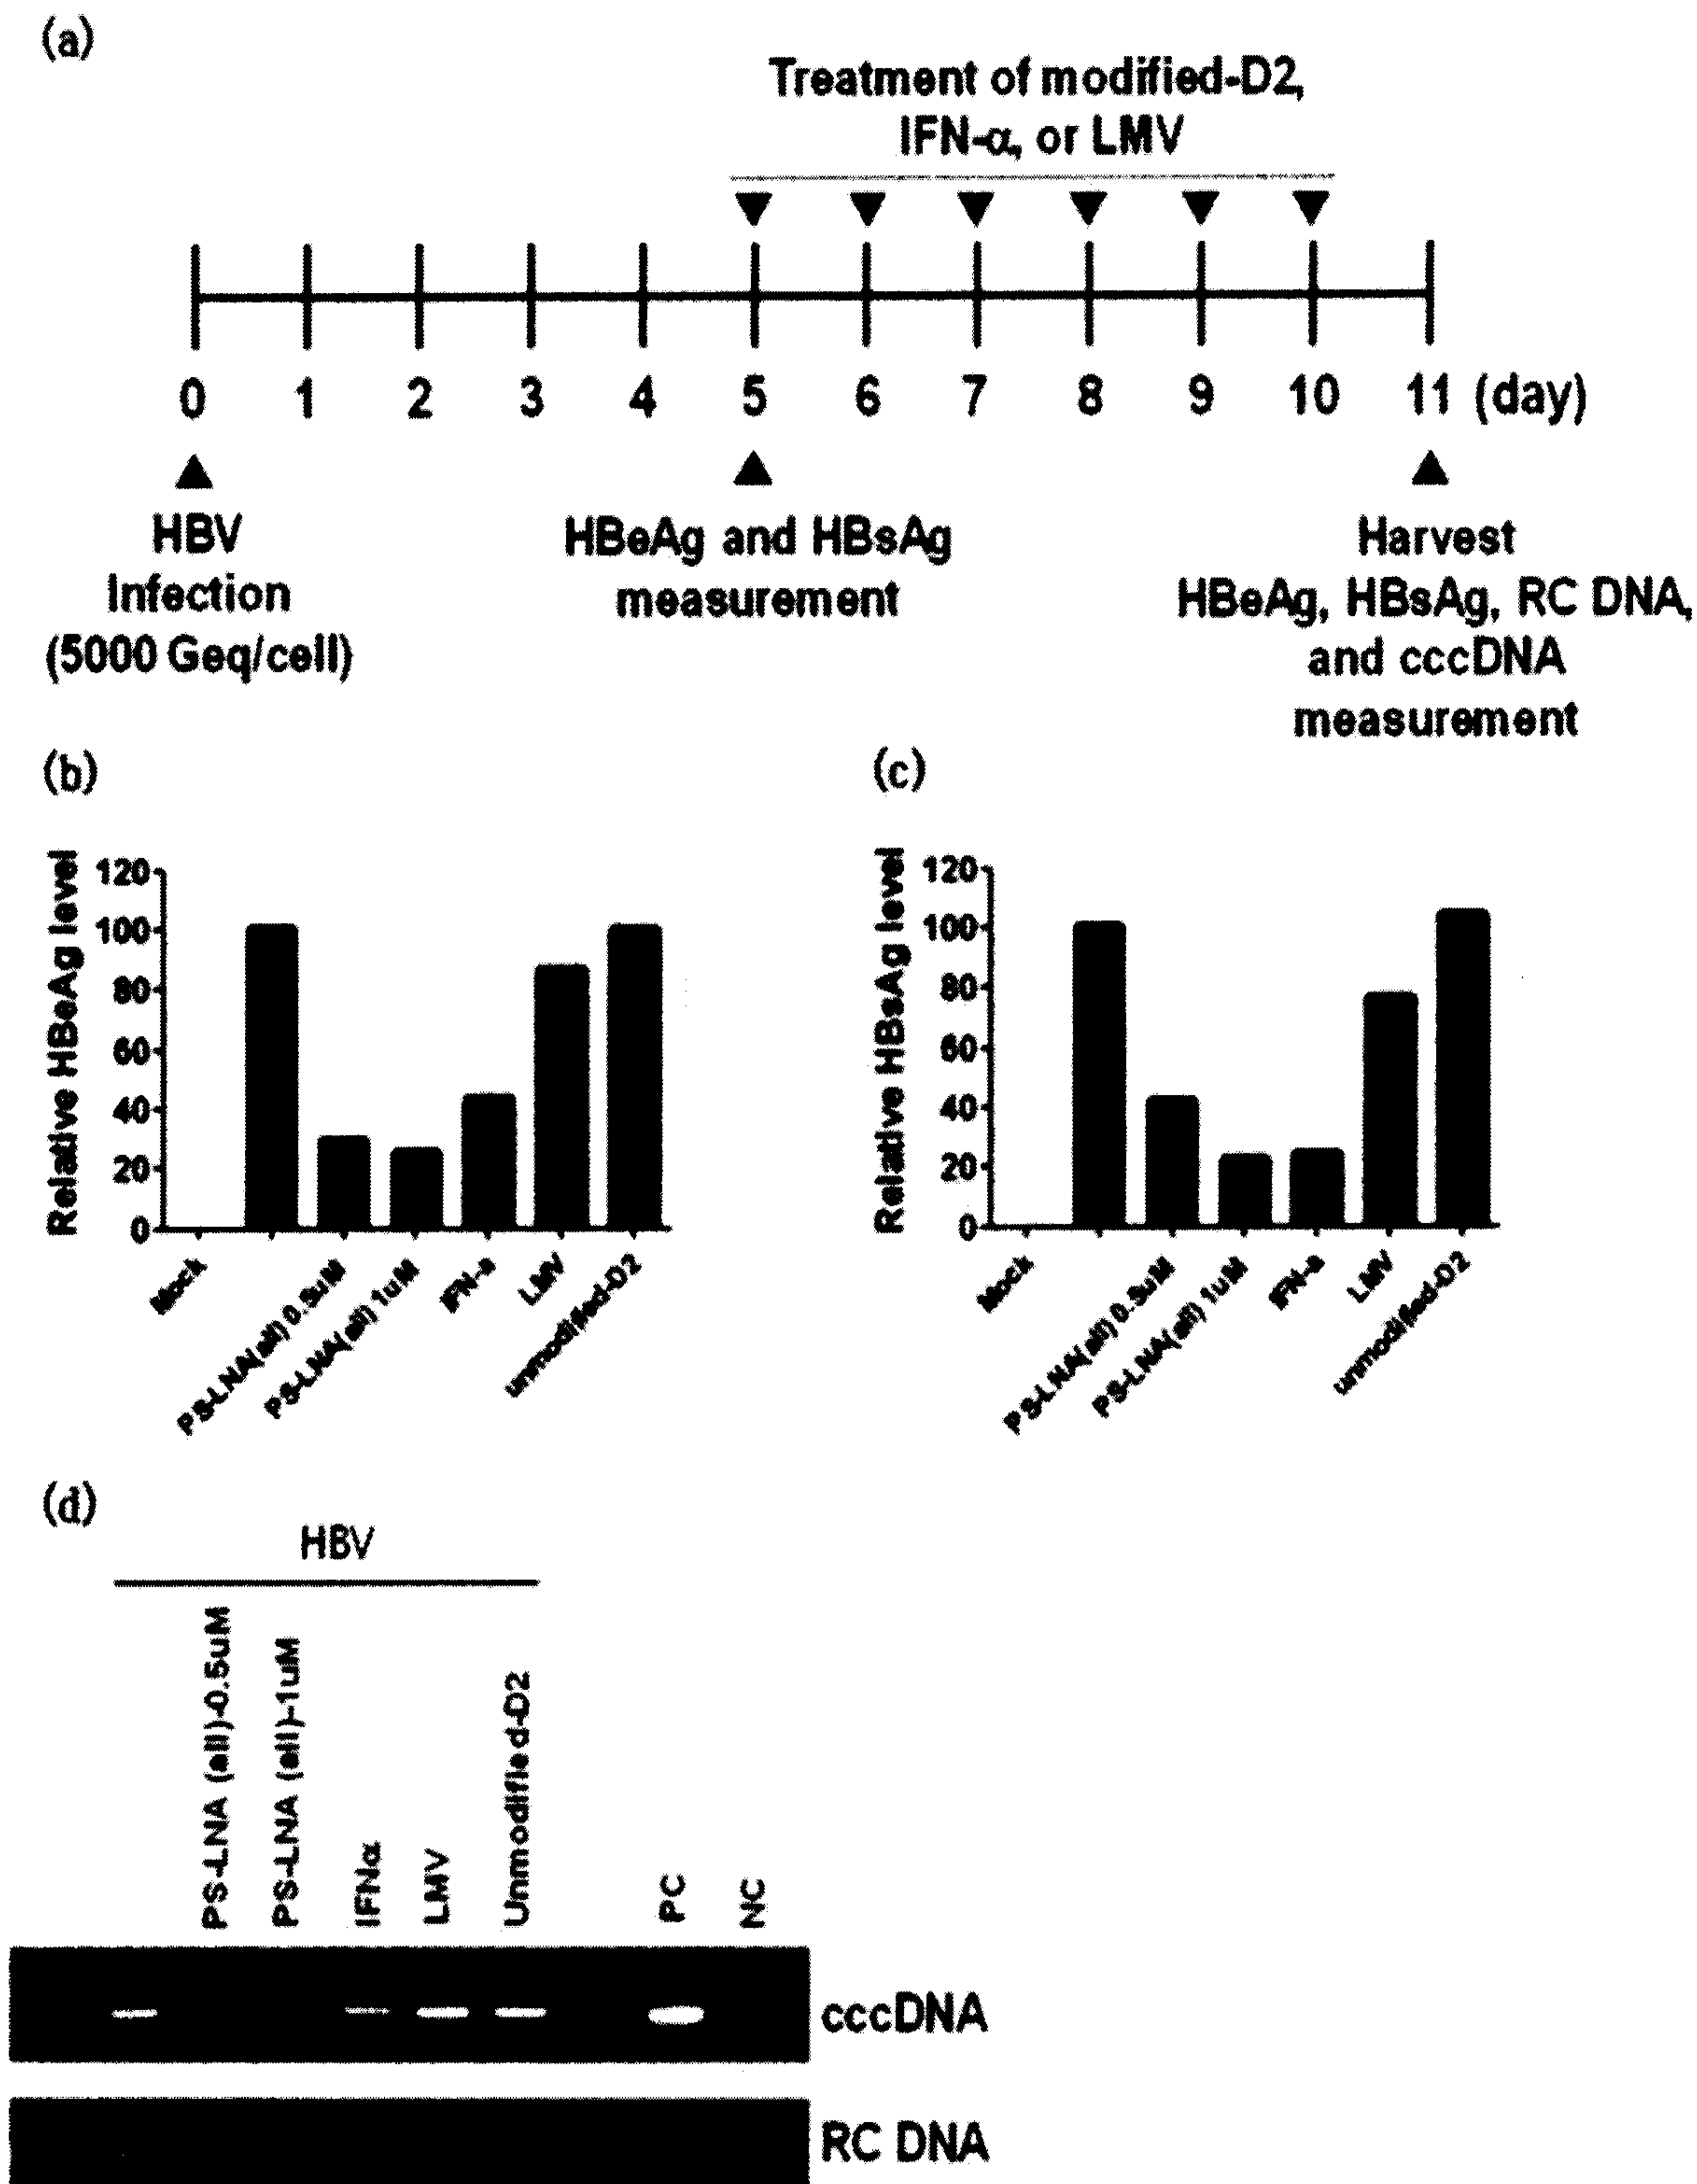 (a)
Treatment of modified-D2,
IFN-α, or LMV
0 1 2 3 4 5 6 7 8 9 10 11 (day)
HBV
Infection
(5000 Geq/cell)
HBeAg and HBsAg
measurement
Harvest
HBeAg, HBsAg, RC DNA,
and cccDNA
measurement
(b)
Relative HBeAg level
120
100
80
60
40
20
0
Mock
PS-LNA(all) 0.5uM
PS-LNA(all) 1uM
IFN-a
LMV
unmodified-D2
(c)
Relative HBsAg level
120
100
80
60
40
20
0
Mock
PS-LNA(all) 0.5uM
PS-LNA(all) 1uM
IFN-a
LMV
unmodified-D2
(d)
HBV
PS-LNA (all)-0.5uM
PS-LNA (all)-1uM
IFNα
LMV
Unmodified-D2
PC
NC
cccDNA
RC DNA